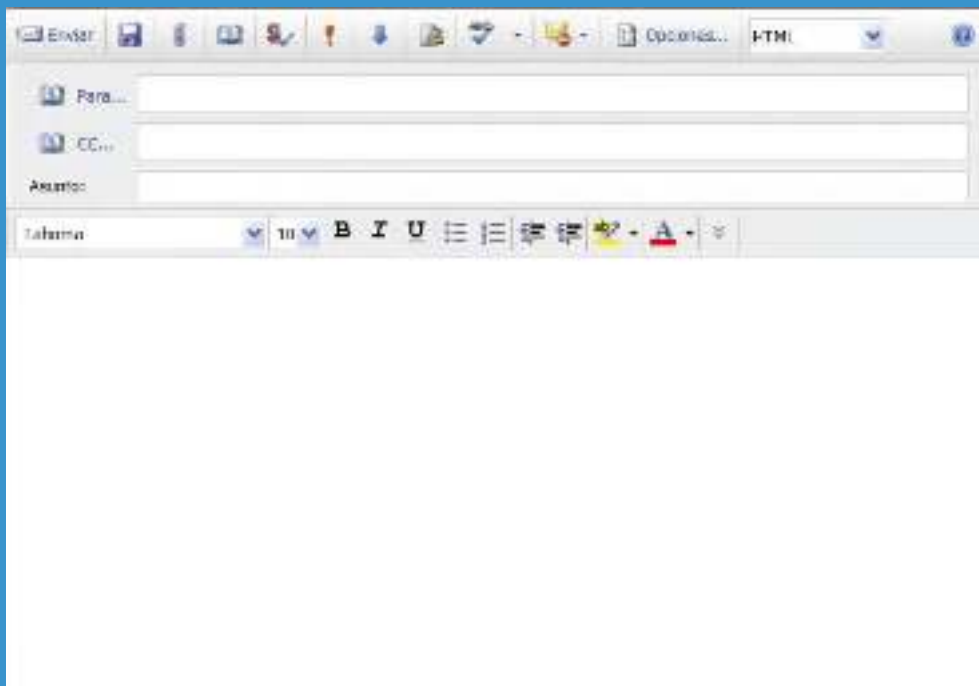 Enviar Opciones... HTML
Para...
CC...
Asunto:
Tahoma 10 B I U A